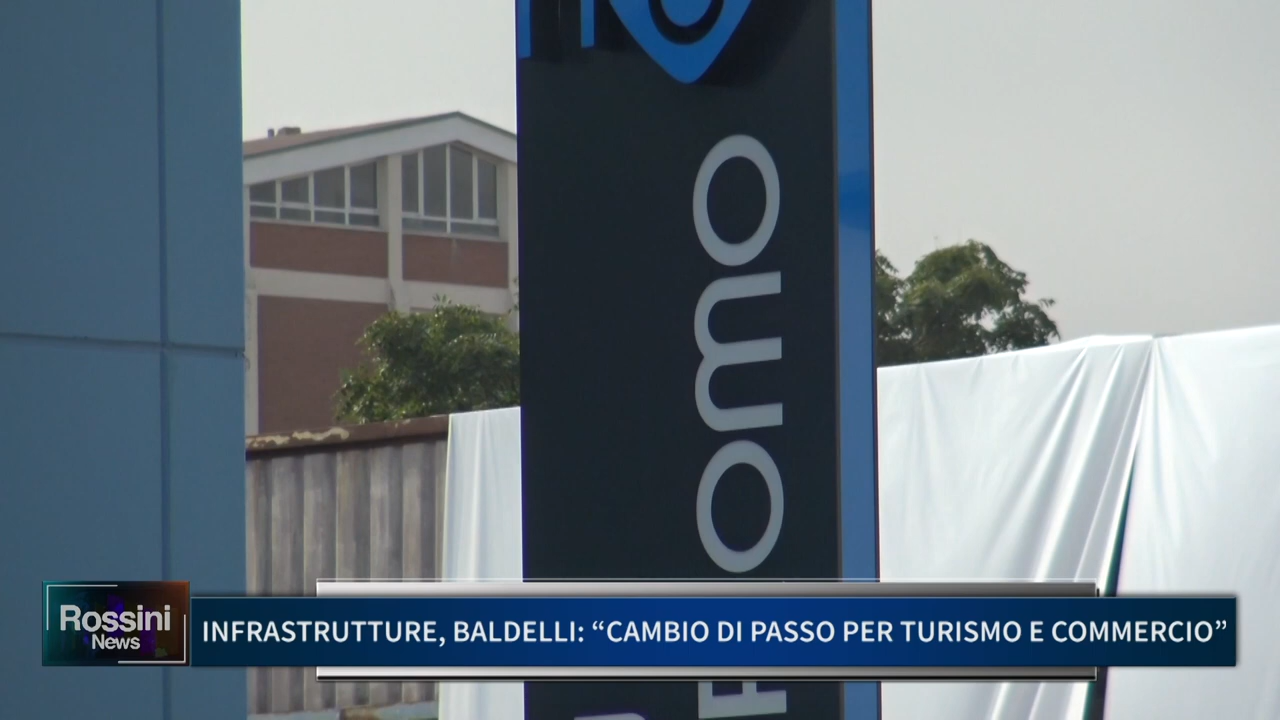 omo
Rossini
News
INFRASTRUTTURE, BALDELLI: “CAMBIO DI PASSO PER TURISMO E COMMERCIO”